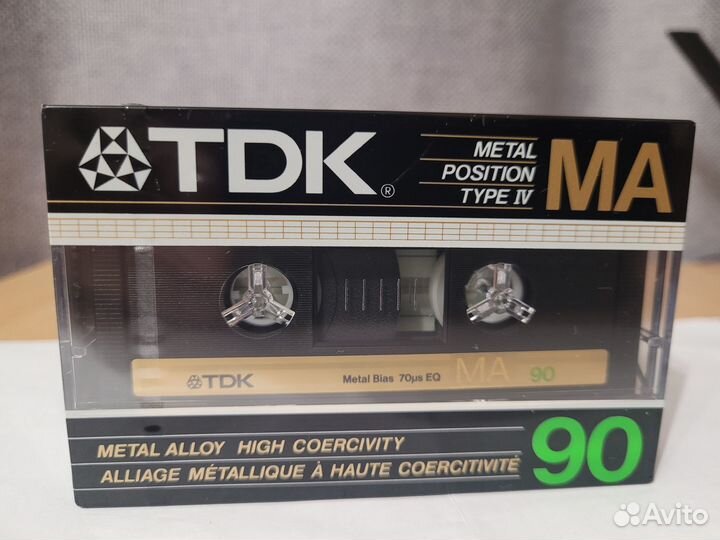 TDK®
METAL
POSITION
TYPE IV
MA
TDK
Metal Bias 70μs EQ
MA
90
METAL ALLOY HIGH COERCIVITY
ALLIAGE MÉTALLIQUE À HAUTE COERCITIVITÉ
90
Avito